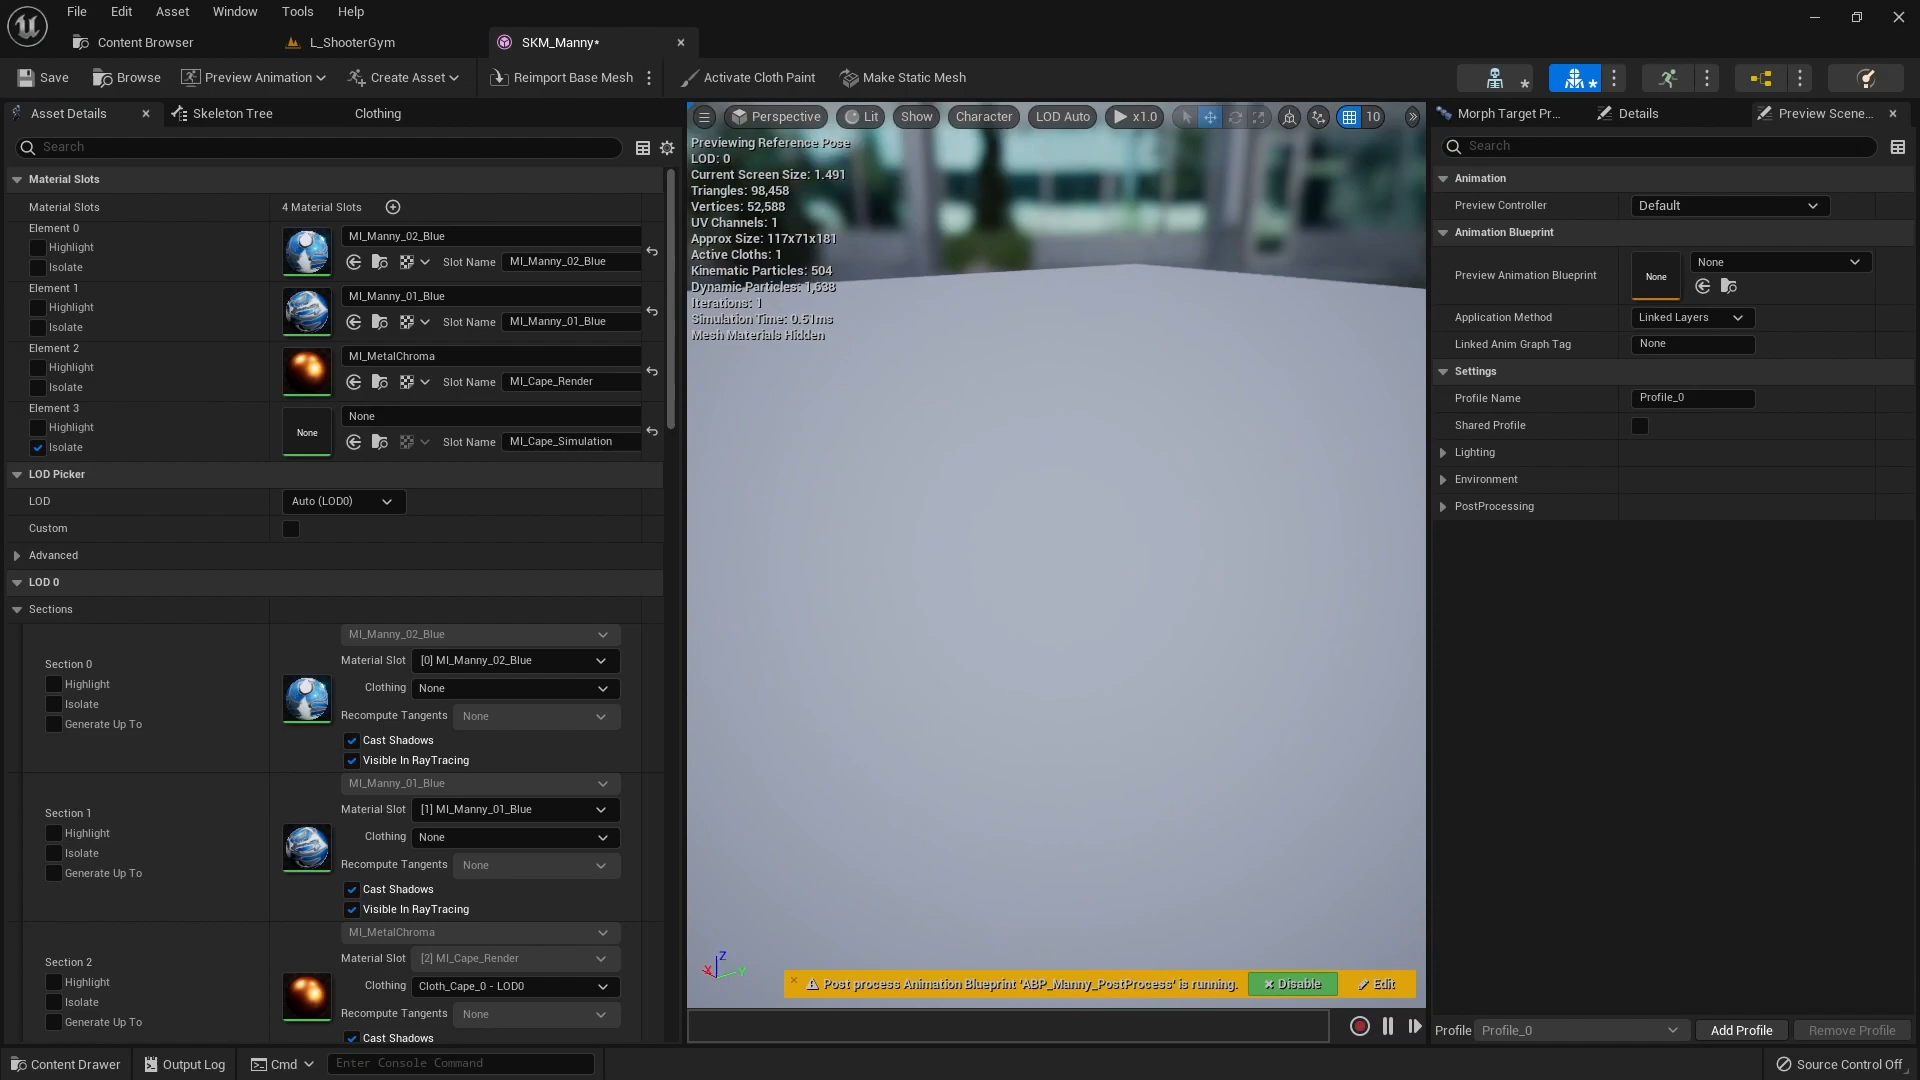 File Edit Asset Window Tools Help
Content Browser
L_ShooterGym
SKM_Manny*
Save
Browse
Preview Animation
Create Asset
Reimport Base Mesh
Activate Cloth Paint
Make Static Mesh
Asset Details
Skeleton Tree
Clothing
Search
Material Slots
Material Slots
4 Material Slots
Element 0
Highlight
Isolate
MI_Manny_02_Blue
Slot Name
MI_Manny_02_Blue
Element 1
Highlight
Isolate
MI_Manny_01_Blue
Slot Name
MI_Manny_01_Blue
Element 2
Highlight
Isolate
MI_MetalChroma
Slot Name
MI_Cape_Render
Element 3
Highlight
Isolate
None
None
Slot Name
MI_Cape_Simulation
LOD Picker
LOD
Auto (LOD0)
Custom
Advanced
LOD 0
Sections
Section 0
Highlight
Isolate
Generate Up To
MI_Manny_02_Blue
Material Slot
[0] MI_Manny_02_Blue
Clothing
None
Recompute Tangents
None
Cast Shadows
Visible In RayTracing
Section 1
Highlight
Isolate
Generate Up To
MI_Manny_01_Blue
Material Slot
[1] MI_Manny_01_Blue
Clothing
None
Recompute Tangents
None
Cast Shadows
Visible In RayTracing
Section 2
Highlight
Isolate
Generate Up To
MI_MetalChroma
Material Slot
[2] MI_Cape_Render
Clothing
Cloth_Cape_0 - LOD0
Recompute Tangents
None
Cast Shadows
Perspective
Lit
Show
Character
LOD Auto
x1.0
10
Previewing Reference Pose
LOD: 0
Current Screen Size: 1.491
Triangles: 98,458
Vertices: 52,588
UV Channels: 1
Approx Size: 117x71x181
Active Cloths: 1
Kinematic Particles: 504
Dynamic Particles: 1,638
Iterations: 1
Simulation Time: 0.51ms
Mesh Materials Hidden
Z
X
Y
Post process Animation Blueprint 'ABP_Manny_PostProcess' is running.
Disable
Edit
Morph Target Pr...
Details
Preview Scene...
Search
Animation
Preview Controller
Default
Animation Blueprint
Preview Animation Blueprint
None
None
Application Method
Linked Layers
Linked Anim Graph Tag
None
Settings
Profile Name
Profile_0
Shared Profile
Lighting
Environment
PostProcessing
Profile
Profile_0
Add Profile
Remove Profile
Content Drawer
Output Log
Cmd
Enter Console Command
Source Control Off